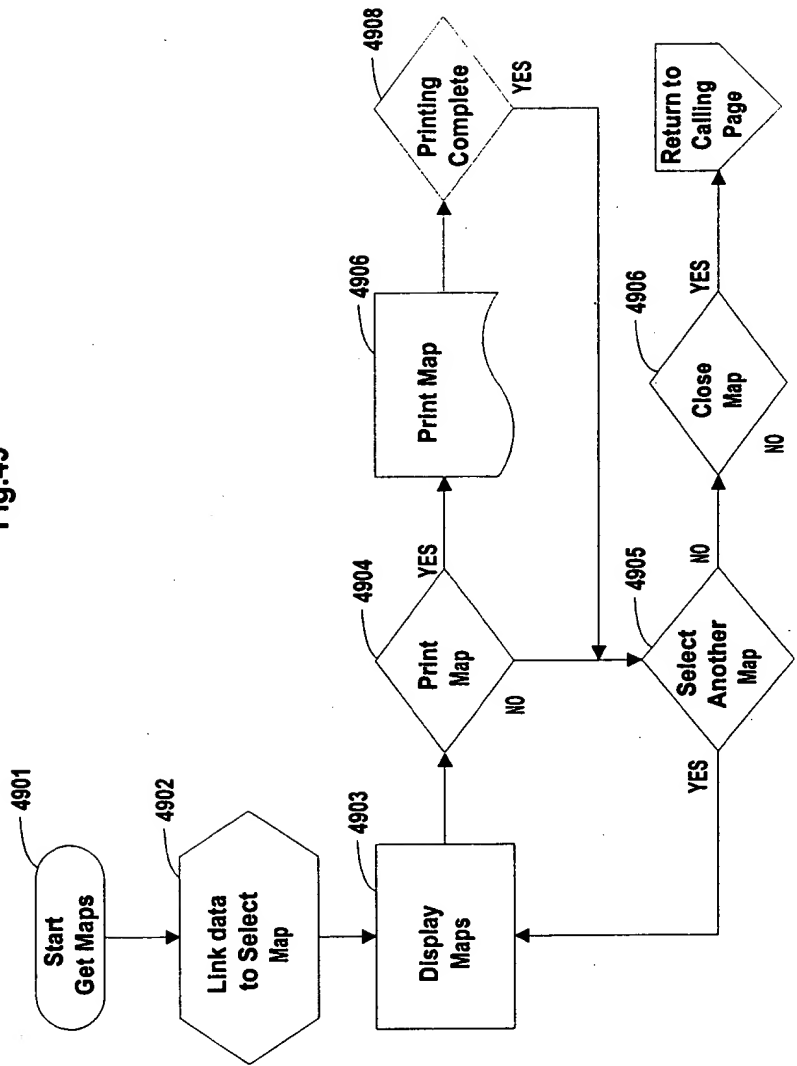 Fig.49
4901
Start
Get Maps
4902
Link data
to Select
Map
4903
Display
Maps
4904
Print
Map
YES
NO
4906
Print Map
4908
Printing
Complete
YES
4905
Select
Another
Map
YES
NO
4906
Close
Map
YES
NO
Return to
Calling
Page